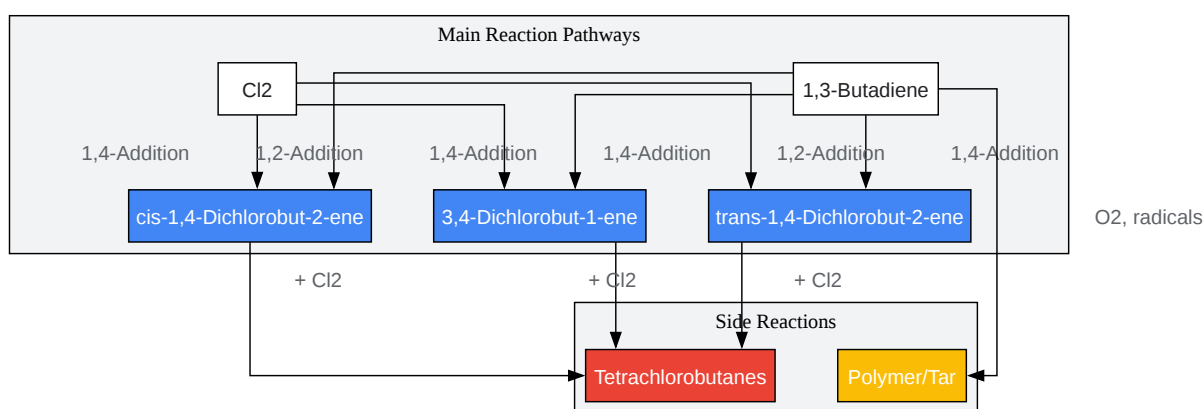 Main Reaction Pathways
Cl2
1,3-Butadiene
1,4-Addition
1,2-Addition
1,4-Addition
1,4-Addition
1,2-Addition
1,4-Addition
cis-1,4-Dichlorobut-2-ene
3,4-Dichlorobut-1-ene
trans-1,4-Dichlorobut-2-ene
O2, radicals
+ Cl2
+ Cl2
+ Cl2
Side Reactions
Tetrachlorobutanes
Polymer/Tar